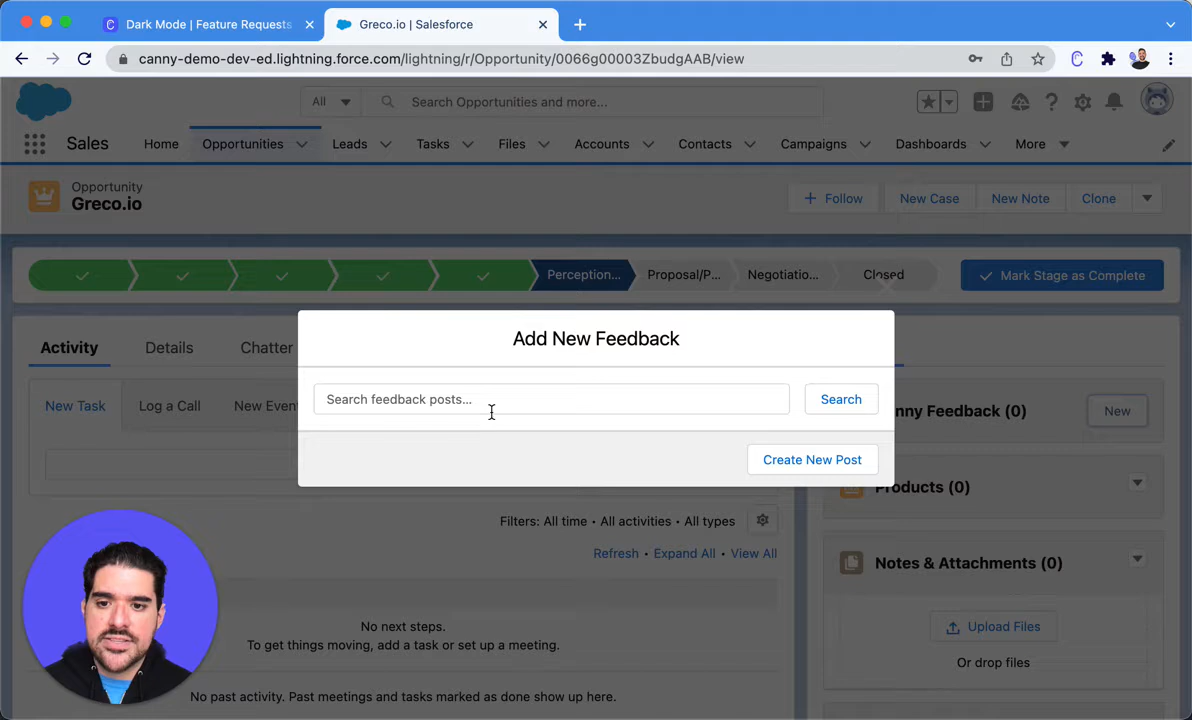 Dark Mode | Feature Requests
Greco.io | Salesforce
canny-demo-dev-ed.lightning.force.com/lightning/r/Opportunity/0066g00003ZbudgAAB/view
All
Search Opportunities and more...
Sales
Home
Opportunities
Leads
Tasks
Files
Accounts
Contacts
Campaigns
Dashboards
More
Opportunity
Greco.io
+ Follow
New Case
New Note
Clone
Perception...
Proposal/P...
Negotiatio...
Closed
Mark Stage as Complete
Activity
Details
Chatter
Add New Feedback
Search feedback posts...
Search
Create New Post
New Task
Log a Call
New Even
nny Feedback (0)
New
Products (0)
Filters: All time • All activities • All types
Refresh • Expand All • View All
Notes & Attachments (0)
No next steps.
To get things moving, add a task or set up a meeting.
Upload Files
Or drop files
No past activity. Past meetings and tasks marked as done show up here.